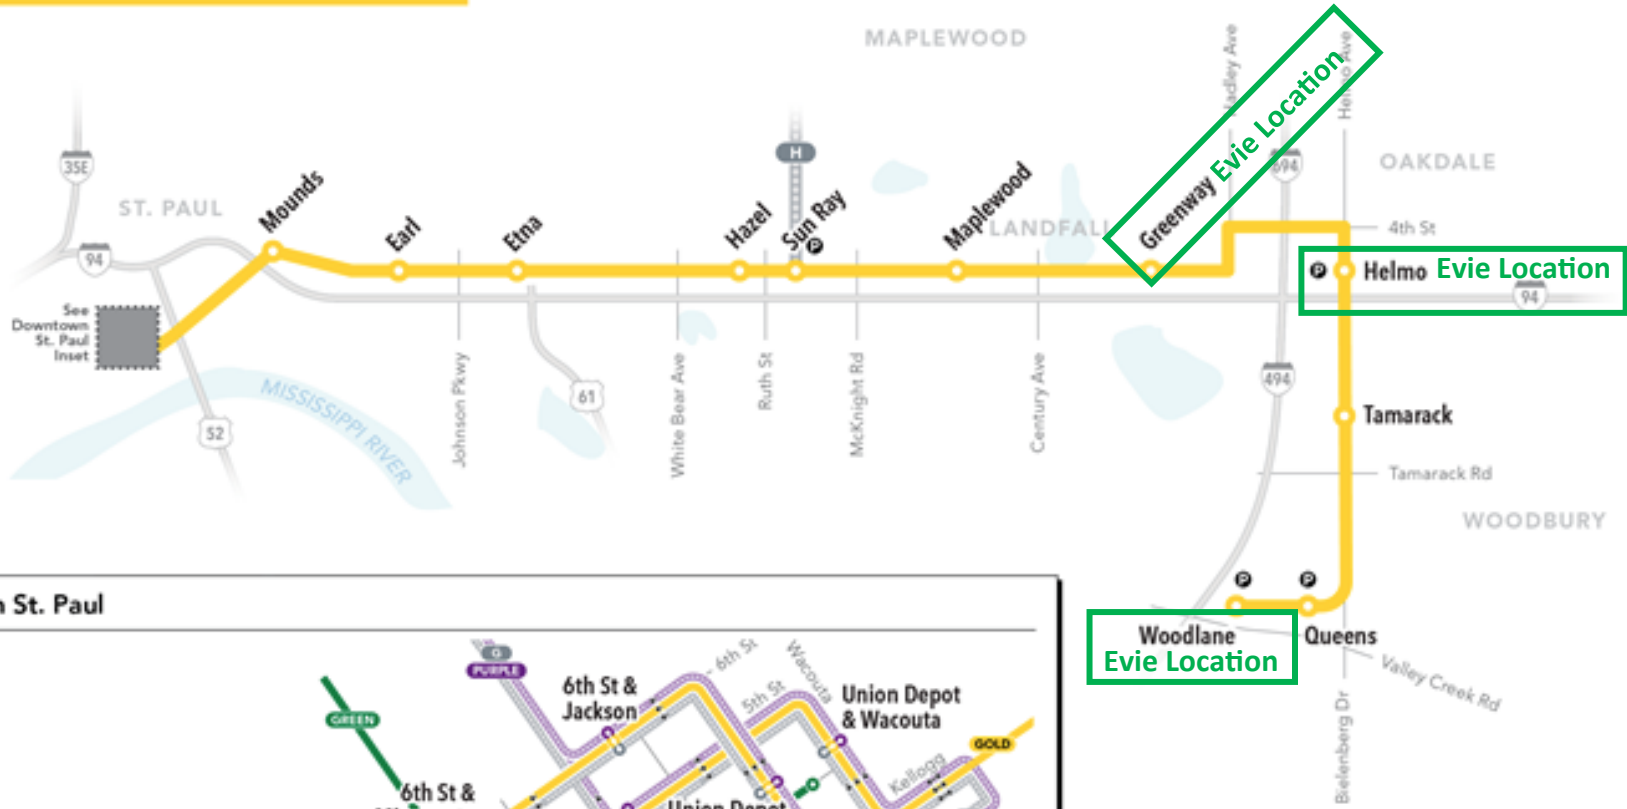 MAPLEWOOD
Hadley Ave
Helmo Ave
Evie Location
35E
H
694
OAKDALE
ST. PAUL
Mounds
Earl
Etna
Hazel
Sun Ray
P
Maplewood
LANDFALL
Greenway
4th St
94
P
Helmo Evie Location
94
See
Downtown
St. Paul
Inset
MISSISSIPPI RIVER
52
Johnson Pkwy
61
White Bear Ave
Ruth St
McKnight Rd
Century Ave
494
Tamarack
Tamarack Rd
WOODBURY
P
P
Woodlane
Evie Location
Queens
Valley Creek Rd
Bielenberg Dr
St. Paul
G
PURPLE
GREEN
6th St &
Jackson
6th St
5th St
Wacouta
Union Depot
& Wacouta
GOLD
Kellogg
6th St &
Union Depot